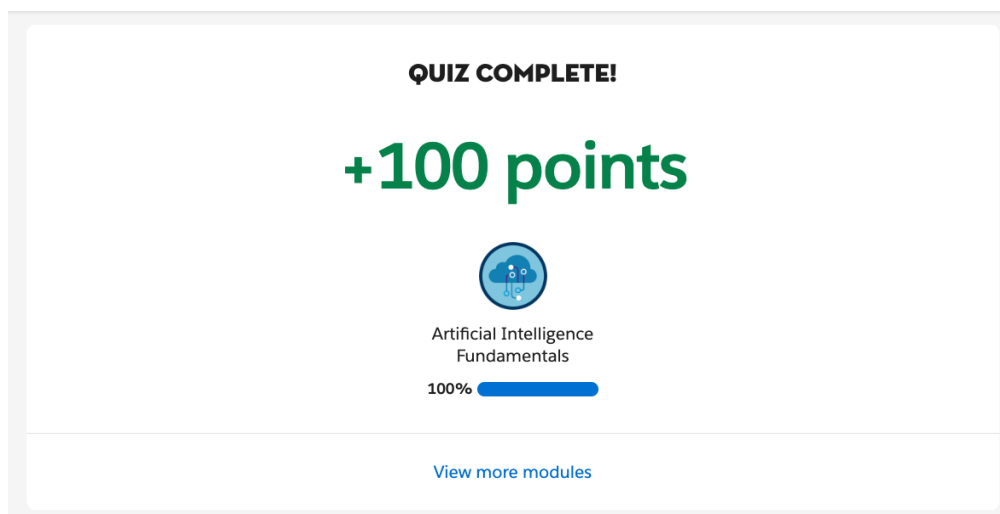 QUIZ COMPLETE!
+100 points
Artificial Intelligence
Fundamentals
100%
View more modules